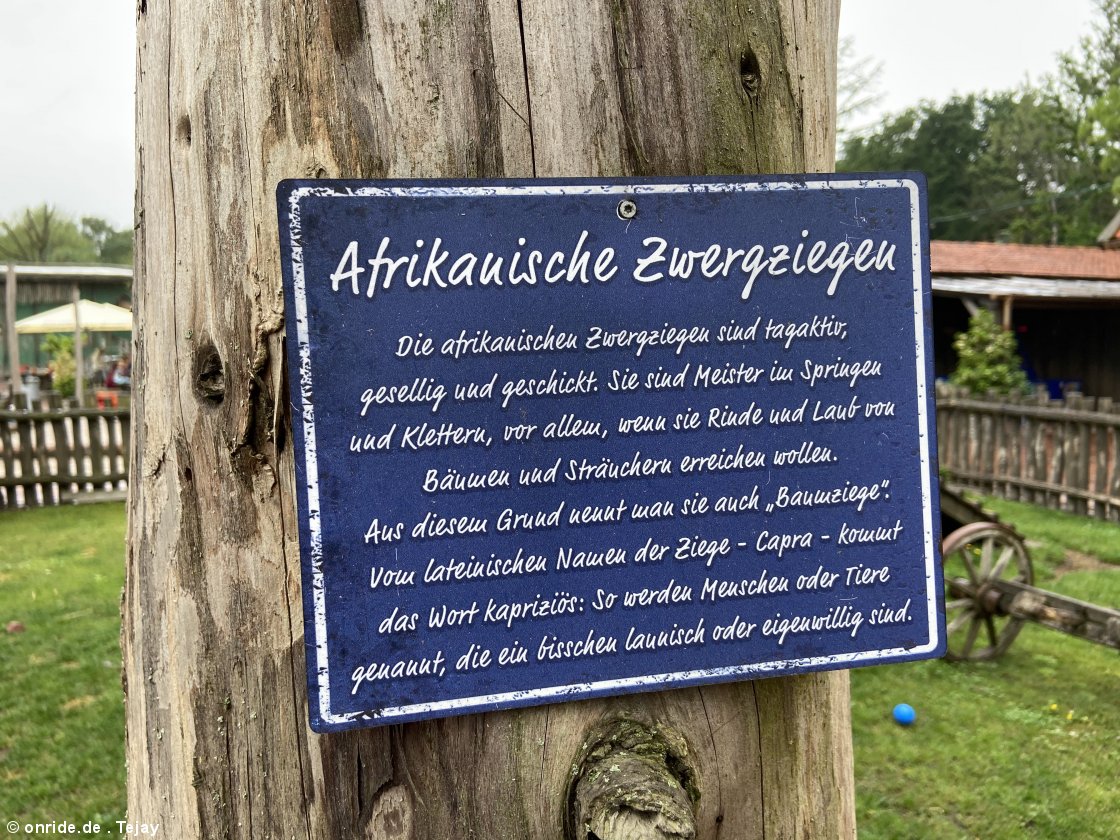 Afrikanische Zwergziegen
Die afrikanischen Zwergziegen sind tagaktiv,
gesellig und geschickt. Sie sind Meister im Springen
und Klettern, vor allem, wenn sie Rinde und Laub von
Bäumen und Sträuchern erreichen wollen.
Aus diesem Grund nennt man sie auch „Baumziege“.
Vom lateinischen Namen der Ziege - Capra - kommt
das Wort kapriziös: So werden Menschen oder Tiere
genannt, die ein bisschen launisch oder eigenwillig sind.
© onride.de . Tejay